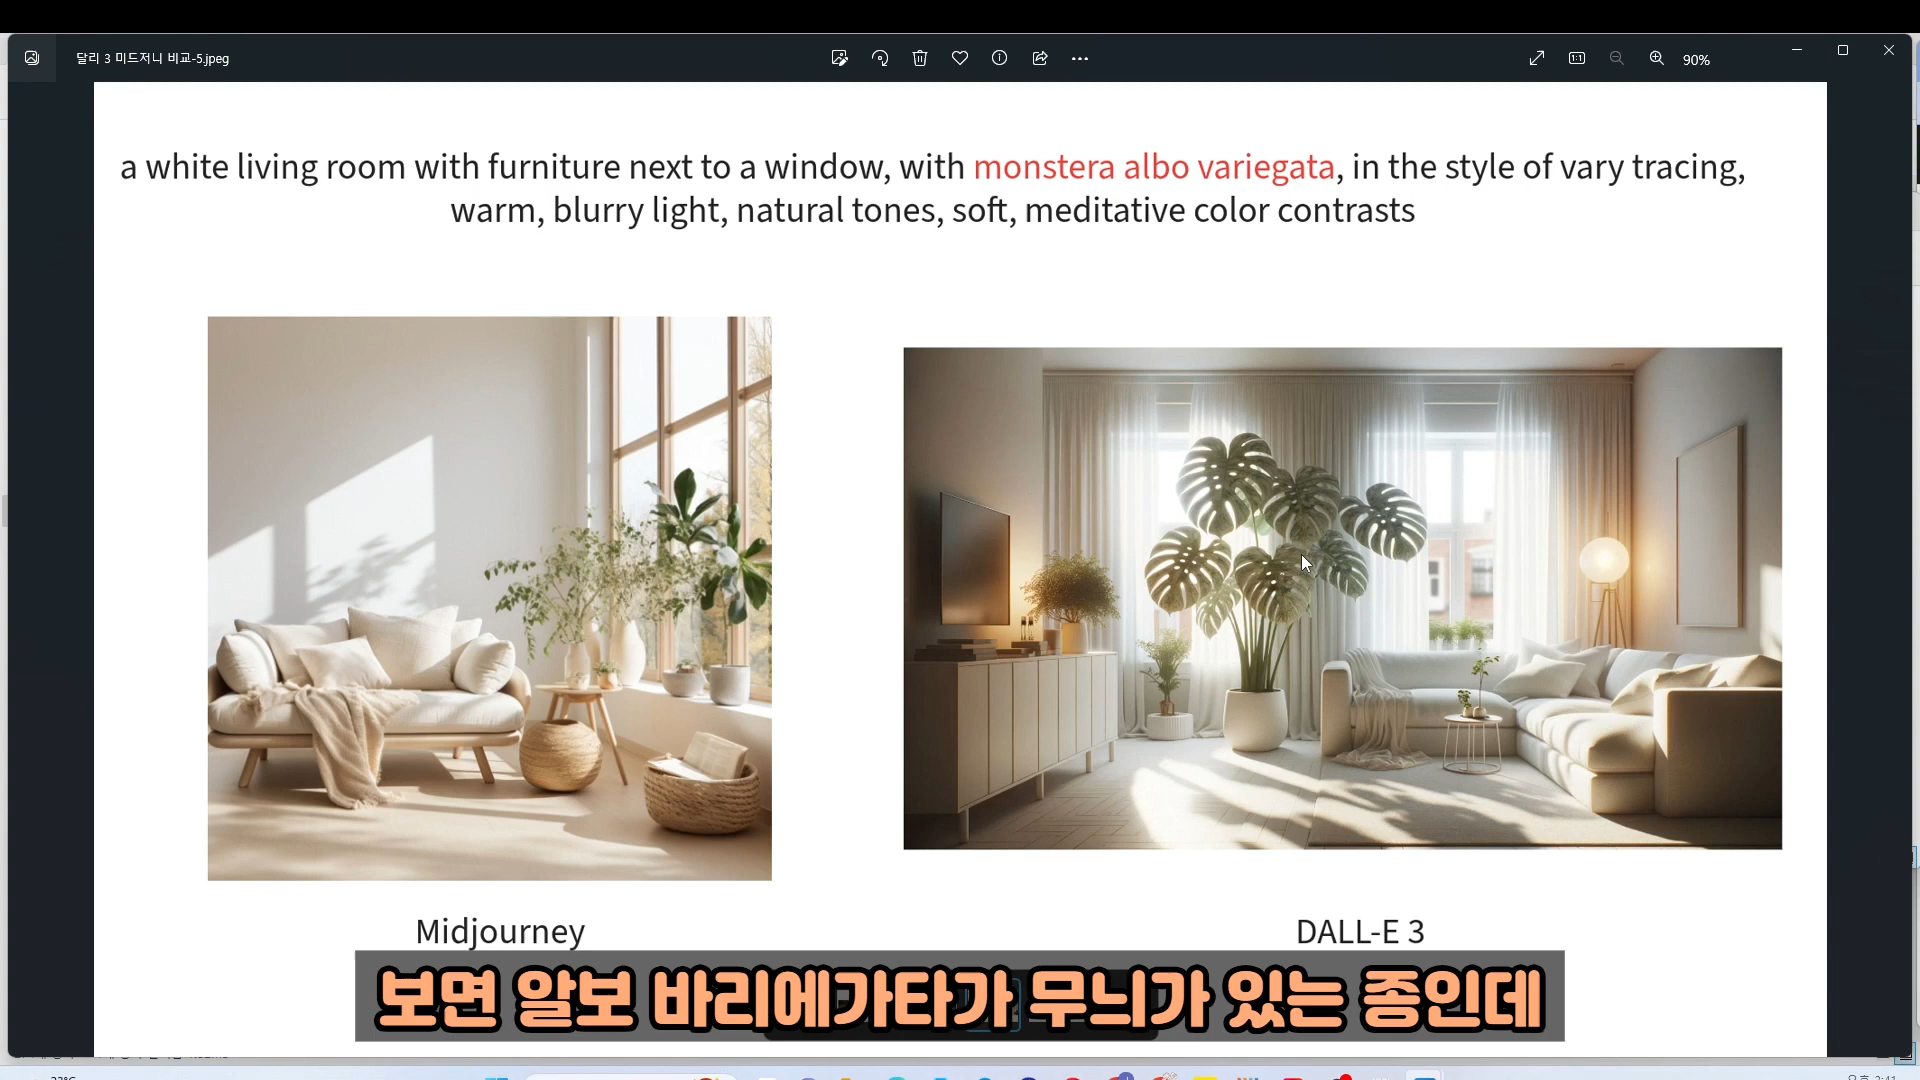 달리 3 미드저니 비교-5.jpeg
90%
a white living room with furniture next to a window, with monstera albo variegata, in the style of vary tracing,
warm, blurry light, natural tones, soft, meditative color contrasts
Midjourney
DALL-E 3
보면 알보 바리에가타가 무늬가 있는 종인데